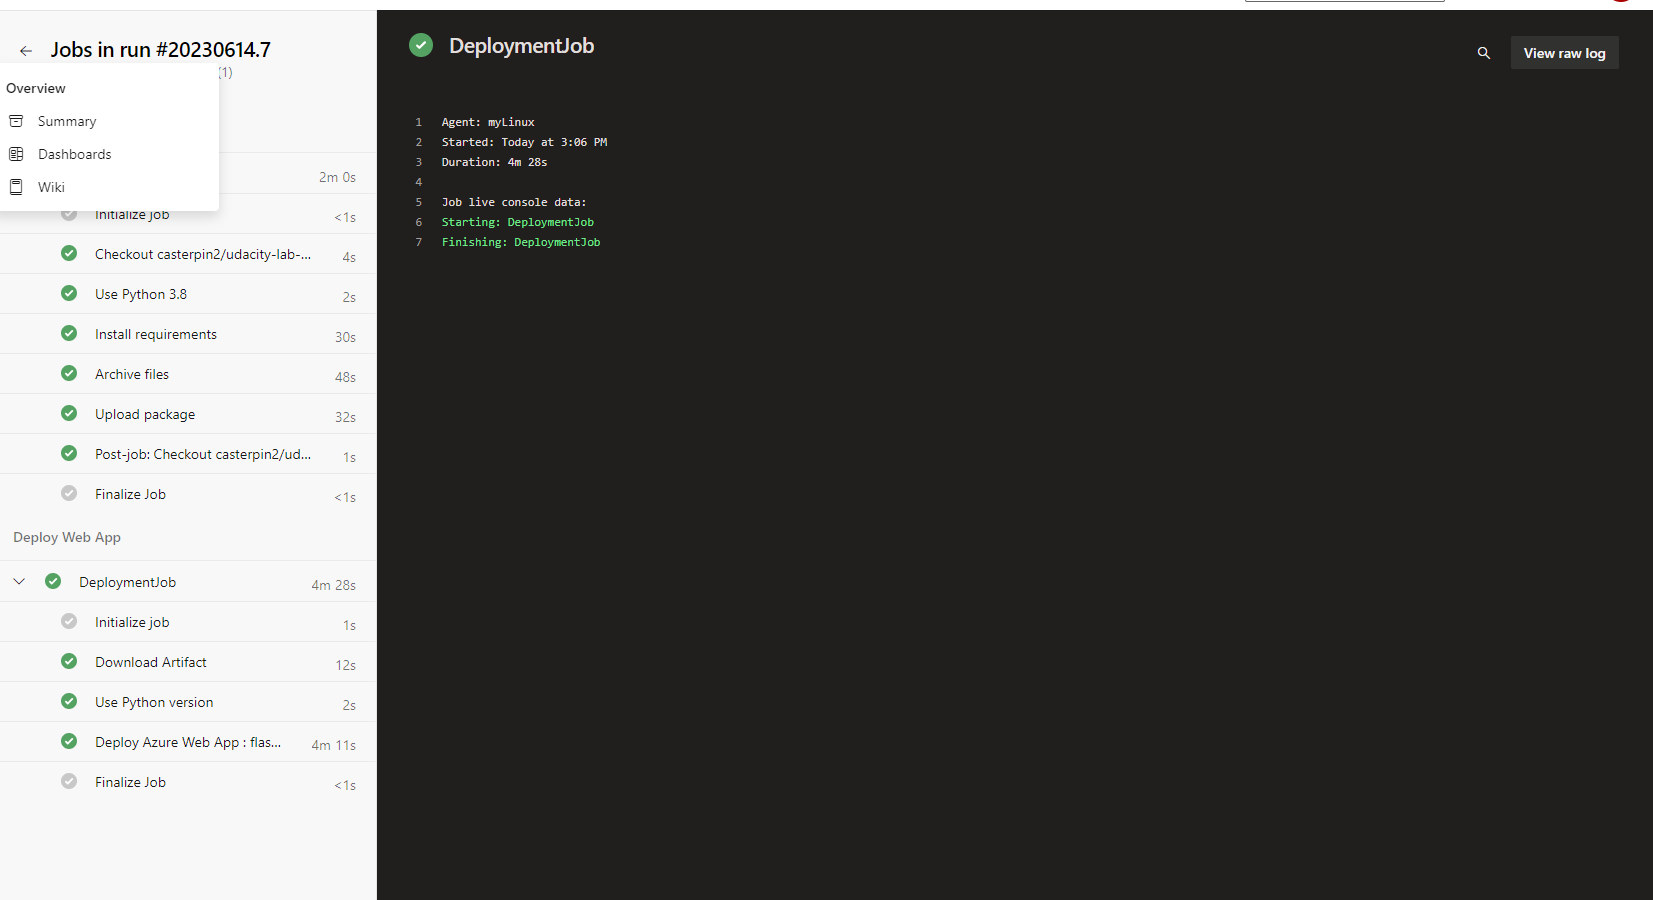 Jobs in run #20230614.7
(1)
Overview
Summary
Dashboards
Wiki
2m 0s
Initialize job <1s
Checkout casterpin2/udacity-lab-... 4s
Use Python 3.8 2s
Install requirements 30s
Archive files 48s
Upload package 32s
Post-job: Checkout casterpin2/ud... 1s
Finalize Job <1s
Deploy Web App
DeploymentJob 4m 28s
Initialize job 1s
Download Artifact 12s
Use Python version 2s
Deploy Azure Web App : flas... 4m 11s
Finalize Job <1s
DeploymentJob
View raw log
1 Agent: myLinux
2 Started: Today at 3:06 PM
3 Duration: 4m 28s
4
5 Job live console data:
6 Starting: DeploymentJob
7 Finishing: DeploymentJob